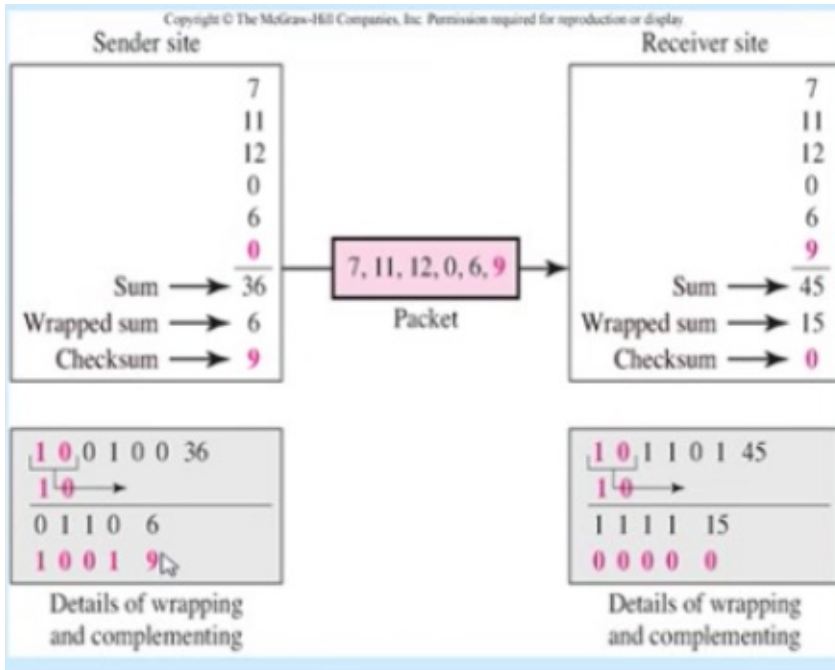 Copyright © The McGraw-Hill Companies, Inc. Permission required for reproduction or display
Sender site
7
11
12
0
6
0
Sum 36
Wrapped sum 6
Checksum 9
7, 11, 12, 0, 6, 9
Packet
Receiver site
7
11
12
0
6
9
Sum 45
Wrapped sum 15
Checksum 0
1 0 0 1 0 0 36
1 0
0 1 1 0 6
1 0 0 1 9
Details of wrapping
and complementing
1 0 1 1 0 1 45
1 0
1 1 1 1 15
0 0 0 0 0
Details of wrapping
and complementing